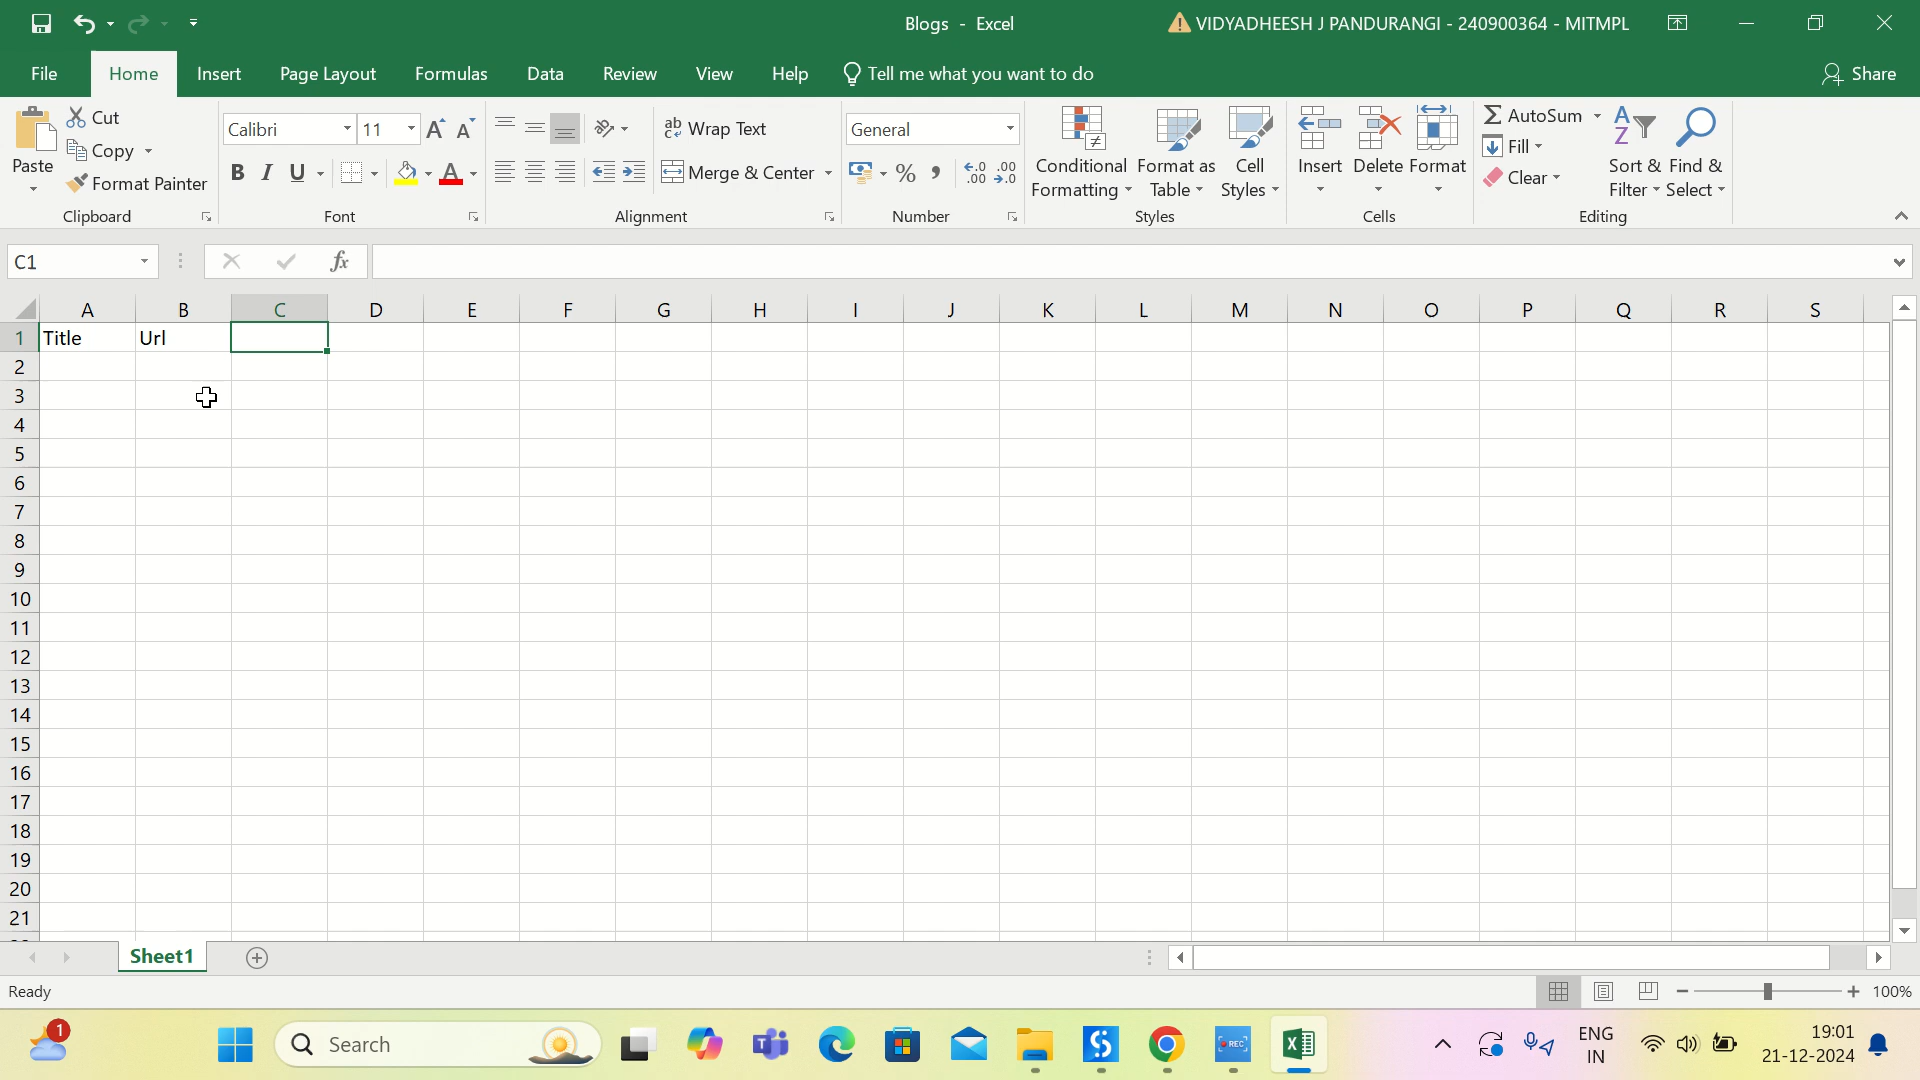 Blogs - Excel
VIDYADHEESH J PANDURANGI - 240900364 - MITMPL
File Home Insert Page Layout Formulas Data Review View Help Tell me what you want to do Share
Paste
Cut
Copy
Format Painter
Clipboard
Calibri 11
B I U
Font
Wrap Text
Merge & Center
Alignment
General
Number
Conditional Formatting
Format as Table
Cell Styles
Styles
Insert Delete Format
Cells
AutoSum
Fill
Clear
Sort & Filter
Find & Select
Editing
C1
fx
A B C D E F G H I J K L M N O P Q R S
1 Title Url
2
3
4
5
6
7
8
9
10
11
12
13
14
15
16
17
18
19
20
21
Sheet1
Ready
100%
1
Search
REC
ENG
IN
19:01
21-12-2024